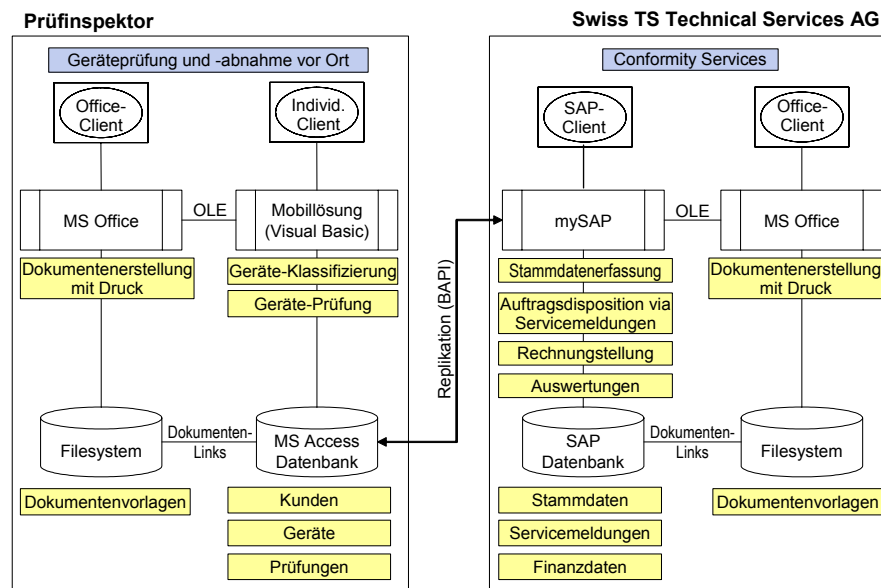 Prüfinspektor
Geräteprüfung und -abnahme vor Ort
Office-
Client
Individ.
Client
MS Office
OLE
Mobillösung
(Visual Basic)
Dokumentenerstellung
mit Druck
Geräte-Klassifizierung
Geräte-Prüfung
Filesystem
Dokumenten-
Links
MS Access
Datenbank
Dokumentenvorlagen
Kunden
Geräte
Prüfungen
Replikation (BAPI)
Swiss TS Technical Services AG
Conformity Services
SAP-
Client
Office-
Client
mySAP
OLE
MS Office
Stammdatenerfassung
Auftragsdisposition via
Servicemeldungen
Rechnungstellung
Auswertungen
Dokumentenerstellung
mit Druck
SAP
Datenbank
Dokumenten-
Links
Filesystem
Stammdaten
Servicemeldungen
Finanzdaten
Dokumentenvorlagen